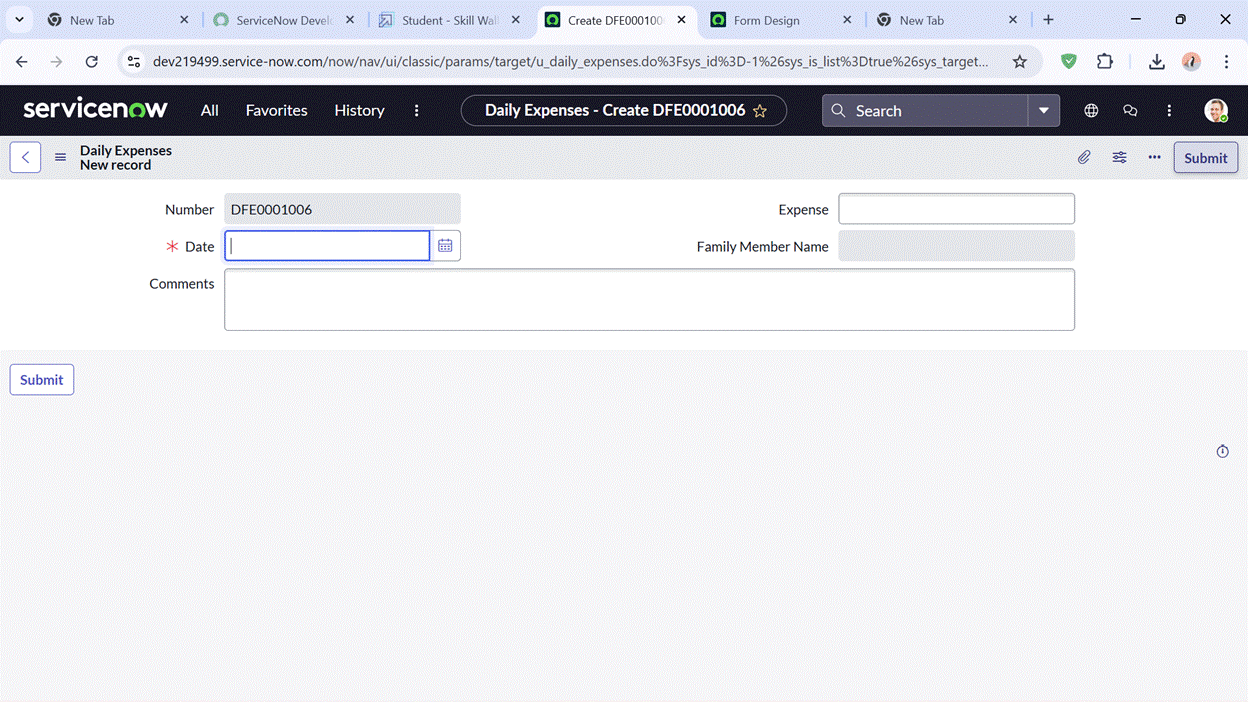 New Tab
ServiceNow Devel
Student - Skill Wal
Create DFE000100
Form Design
New Tab
dev219499.service-now.com/now/nav/ui/classic/params/target/u_daily_expenses.do%3Fsys_id%3D-1%26sys_is_list%3Dtrue%26sys_target...
servicenow
All
Favorites
History
Daily Expenses - Create DFE0001006
Search
Daily Expenses
New record
Submit
Number
DFE0001006
Expense
* Date
Family Member Name
Comments
Submit